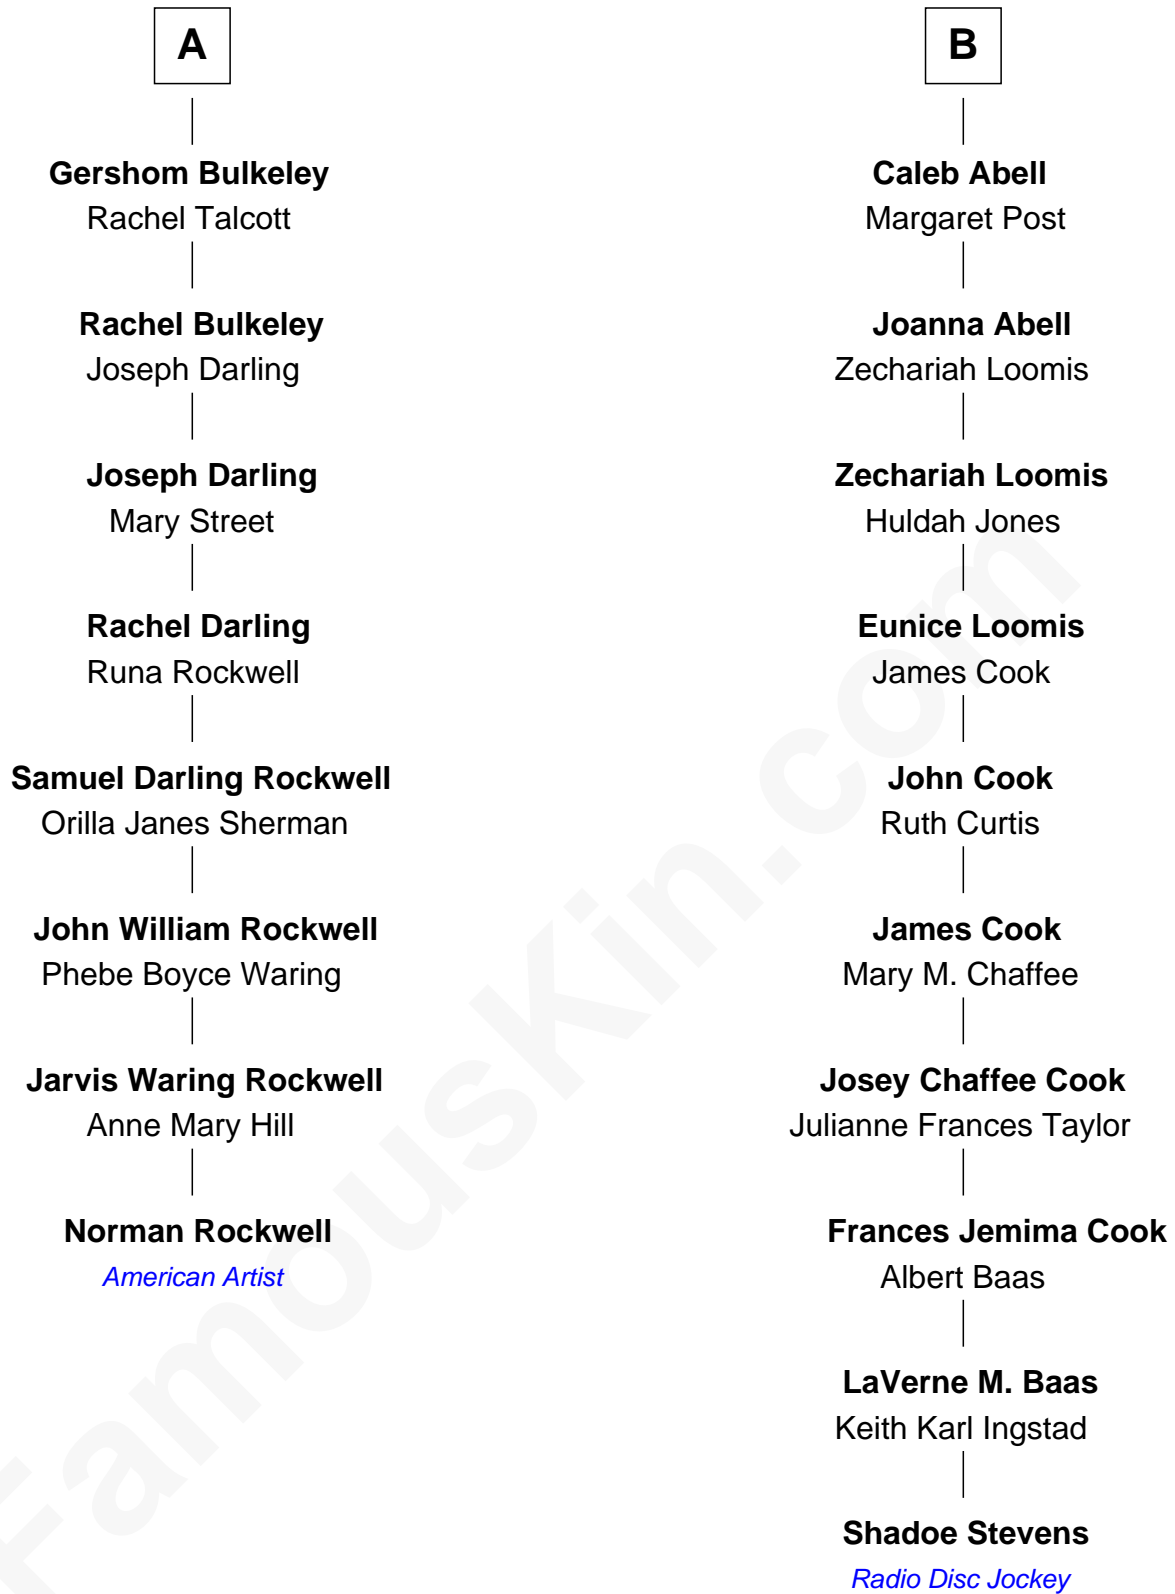 A
Gershom Bulkeley
Rachel Talcott
Rachel Bulkeley
Joseph Darling
Joseph Darling
Mary Street
Rachel Darling
Runa Rockwell
Samuel Darling Rockwell
Orilla Janes Sherman
John William Rockwell
Phebe Boyce Waring
Jarvis Waring Rockwell
Anne Mary Hill
Norman Rockwell
American Artist
B
Caleb Abell
Margaret Post
Joanna Abell
Zechariah Loomis
Zechariah Loomis
Huldah Jones
Eunice Loomis
James Cook
John Cook
Ruth Curtis
James Cook
Mary M. Chaffee
Josey Chaffee Cook
Julianne Frances Taylor
Frances Jemima Cook
Albert Baas
LaVerne M. Baas
Keith Karl Ingstad
Shadoe Stevens
Radio Disc Jockey
FamousKin.com